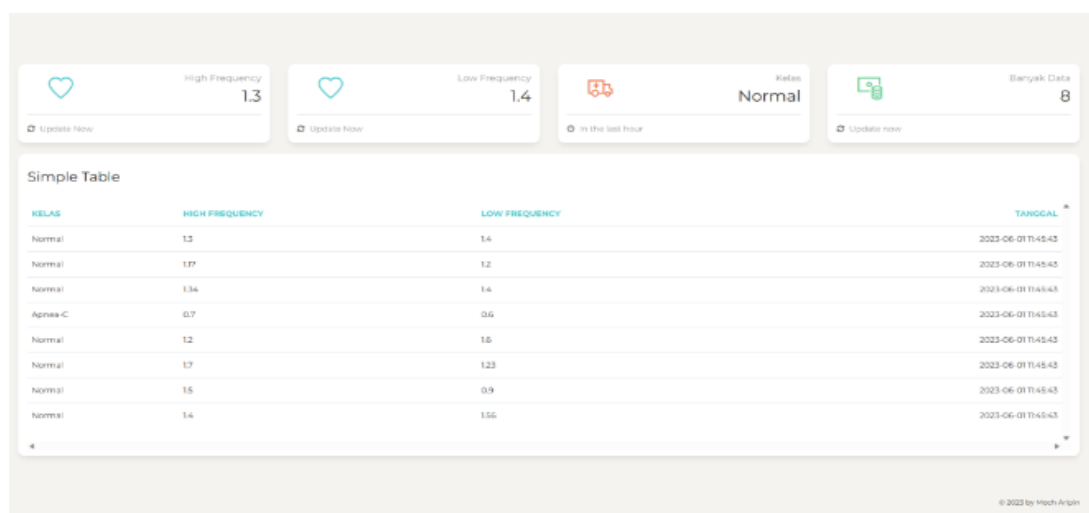 High Frequency
1.3
Update Now
Low Frequency
1.4
Update Now
Kelas
Normal
In the last hour
Banyak Data
8
Update now
Simple Table
KELAS HIGH FREQUENCY LOW FREQUENCY TANGGAL
Normal 1.3 1.4 2023-06-01 11:45:43
Normal 1.17 1.2 2023-06-01 11:45:43
Normal 1.34 1.4 2023-06-01 11:45:43
Apnea-C 0.7 0.6 2023-06-01 11:45:43
Normal 1.2 2023-06-01 11:45:43
Normal 1.7 1.23 2023-06-01 11:45:43
Normal 1.5 0.9 2023-06-01 11:45:43
Normal 1.4 1.56 2023-06-01 11:45:43
© 2023 by Moch Aripin